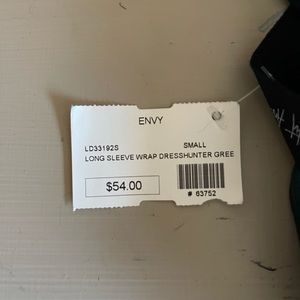 ENVY
LD33192S SMALL
LONG SLEEVE WRAP DRESSHUNTER GREE
$54.00
# 63752